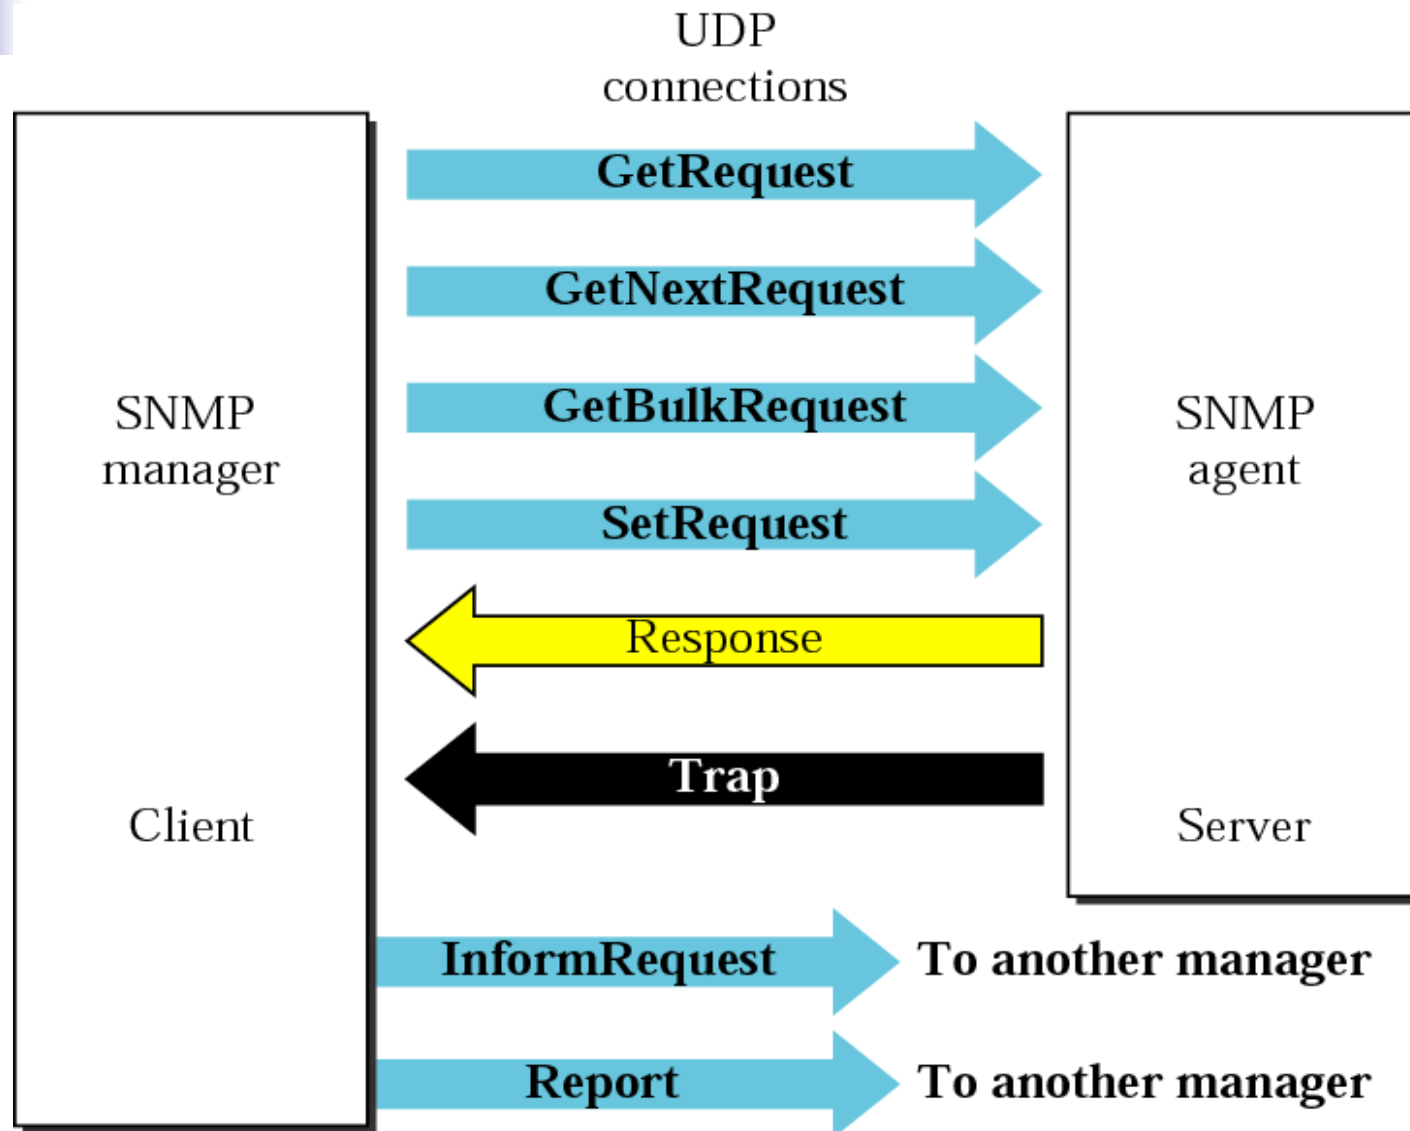 UDP
connections
GetRequest
GetNextRequest
GetBulkRequest
SetRequest
SNMP
manager
SNMP
agent
Response
Trap
Client
Server
InformRequest
To another manager
Report
To another manager